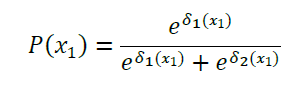 P(x₁) = e^{δ₁(x₁)} / (e^{δ₁(x₁)} + e^{δ₂(x₁)})